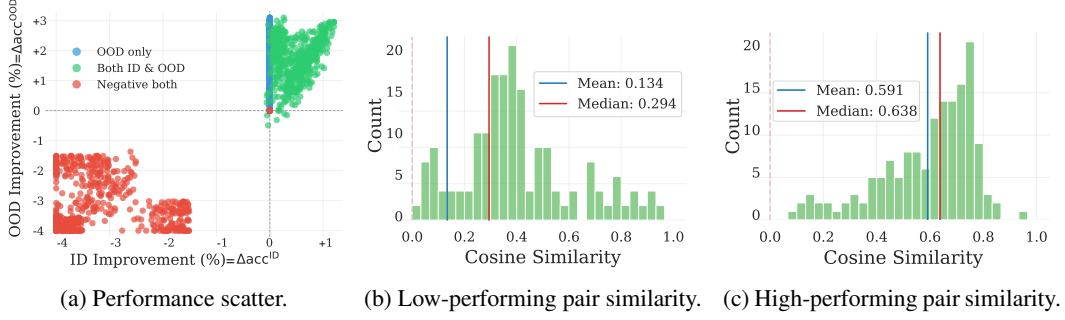 OOD Improvement (%)=Δacc^OOD
+3
+2
+1
0
-1
-2
-3
-4
OOD only
Both ID & OOD
Negative both
-4 -3 -2 -1 0 +1
ID Improvement (%)=Δacc^ID
(a) Performance scatter.
Count
20
15
10
5
0
Mean: 0.134
Median: 0.294
0.0 0.2 0.4 0.6 0.8 1.0
Cosine Similarity
(b) Low-performing pair similarity.
Count
20
15
10
5
0
Mean: 0.591
Median: 0.638
0.0 0.2 0.4 0.6 0.8 1.0
Cosine Similarity
(c) High-performing pair similarity.